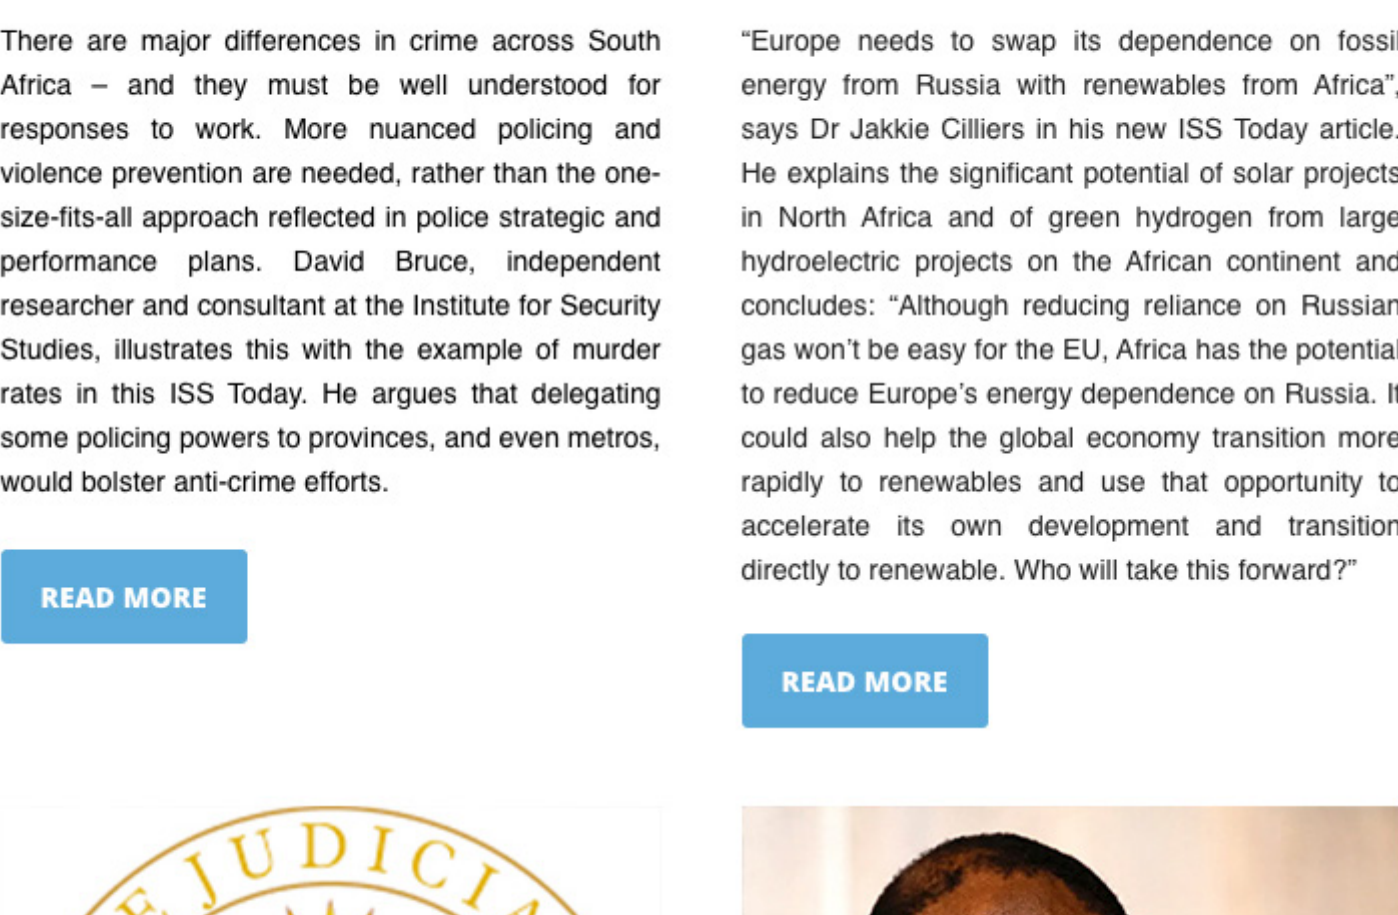 There are major differences in crime across South
Africa – and they must be well understood for
responses to work. More nuanced policing and
violence prevention are needed, rather than the one-
size-fits-all approach reflected in police strategic and
performance plans. David Bruce, independent
researcher and consultant at the Institute for Security
Studies, illustrates this with the example of murder
rates in this ISS Today. He argues that delegating
some policing powers to provinces, and even metros,
would bolster anti-crime efforts.
READ MORE
“Europe needs to swap its dependence on fossil
energy from Russia with renewables from Africa”,
says Dr Jakkie Cilliers in his new ISS Today article.
He explains the significant potential of solar projects
in North Africa and of green hydrogen from large
hydroelectric projects on the African continent and
concludes: “Although reducing reliance on Russian
gas won’t be easy for the EU, Africa has the potential
to reduce Europe’s energy dependence on Russia. It
could also help the global economy transition more
rapidly to renewables and use that opportunity to
accelerate its own development and transition
directly to renewable. Who will take this forward?”
READ MORE
E JUDICIA